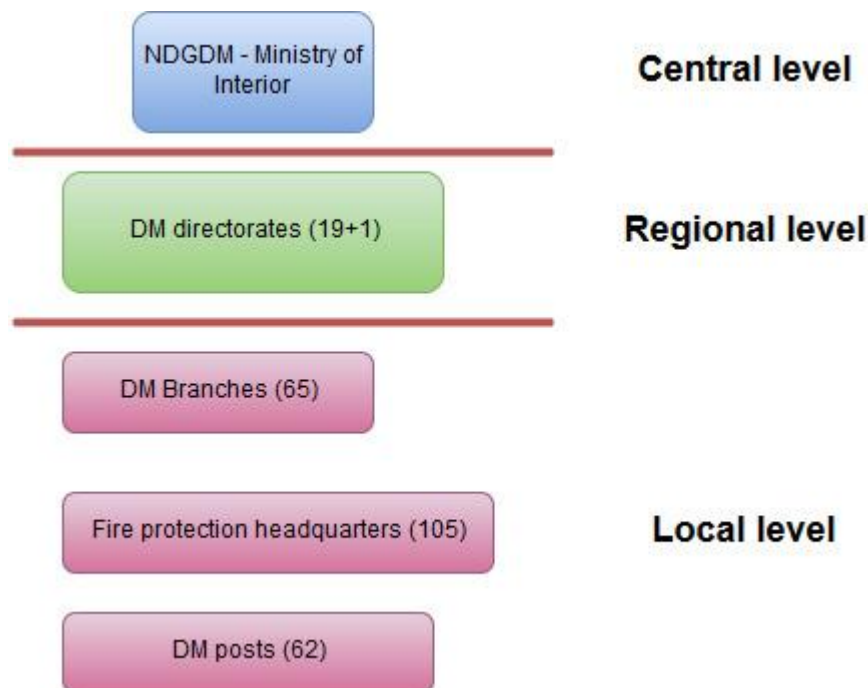 NDGDM - Ministry of
Interior
Central level
DM directorates (19+1)
Regional level
DM Branches (65)
Fire protection headquarters (105)
Local level
DM posts (62)